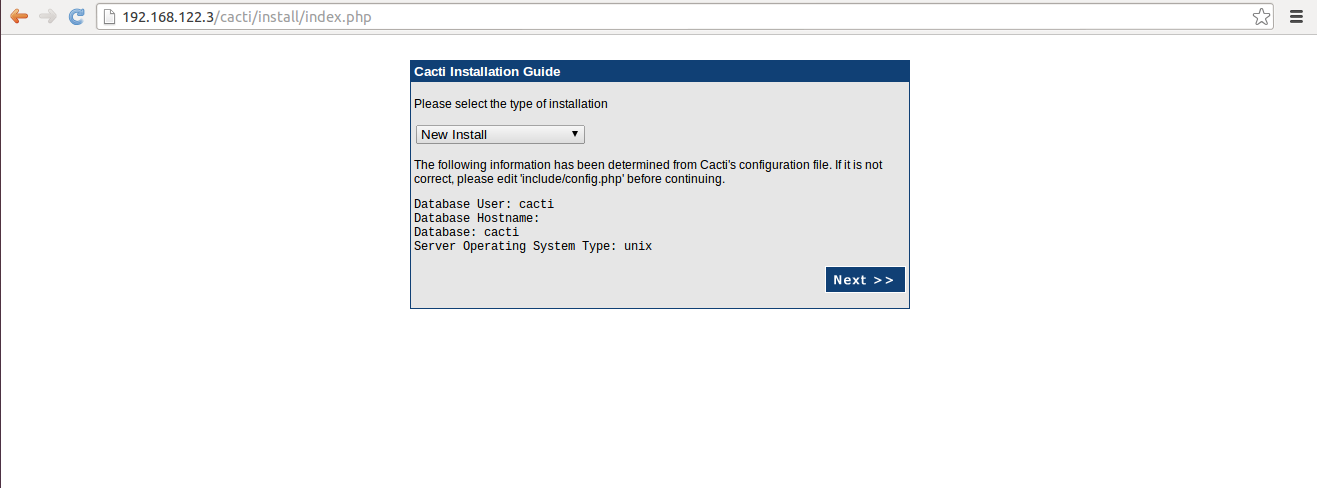 192.168.122.3/cacti/install/index.php
Cacti Installation Guide
Please select the type of installation
New Install
The following information has been determined from Cacti's configuration file. If it is not
correct, please edit 'include/config.php' before continuing.
Database User: cacti
Database Hostname:
Database: cacti
Server Operating System Type: unix
Next >>